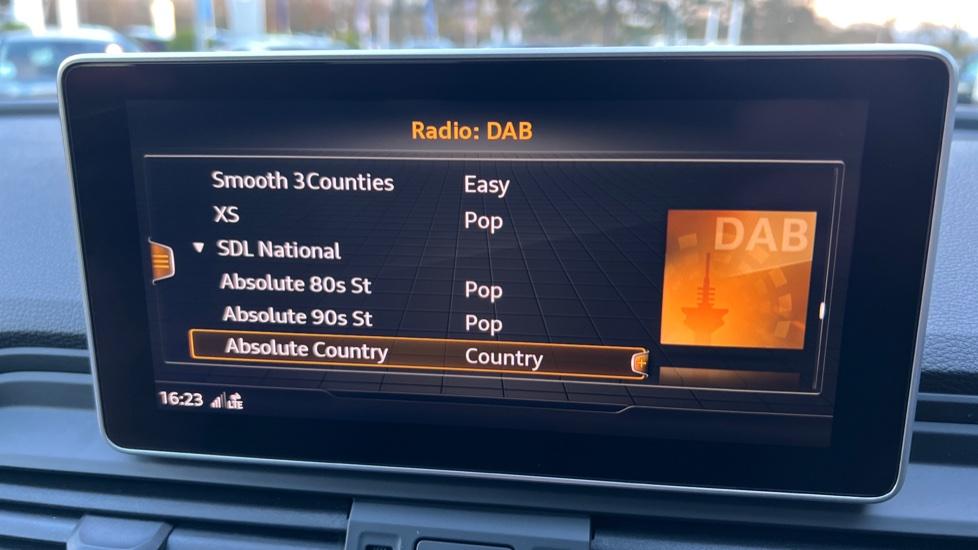 Radio: DAB
Smooth 3Counties Easy
XS Pop
SDL National
Absolute 80s St Pop
Absolute 90s St Pop
Absolute Country Country
DAB
16:23 LTE